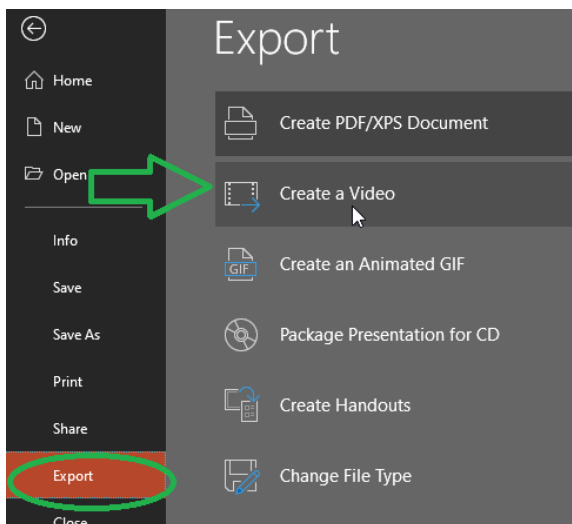 Export
Home
New
Open
Info
Save
Save As
Print
Share
Export
Close
Create PDF/XPS Document
Create a Video
Create an Animated GIF
GIF
Package Presentation for CD
Create Handouts
Change File Type